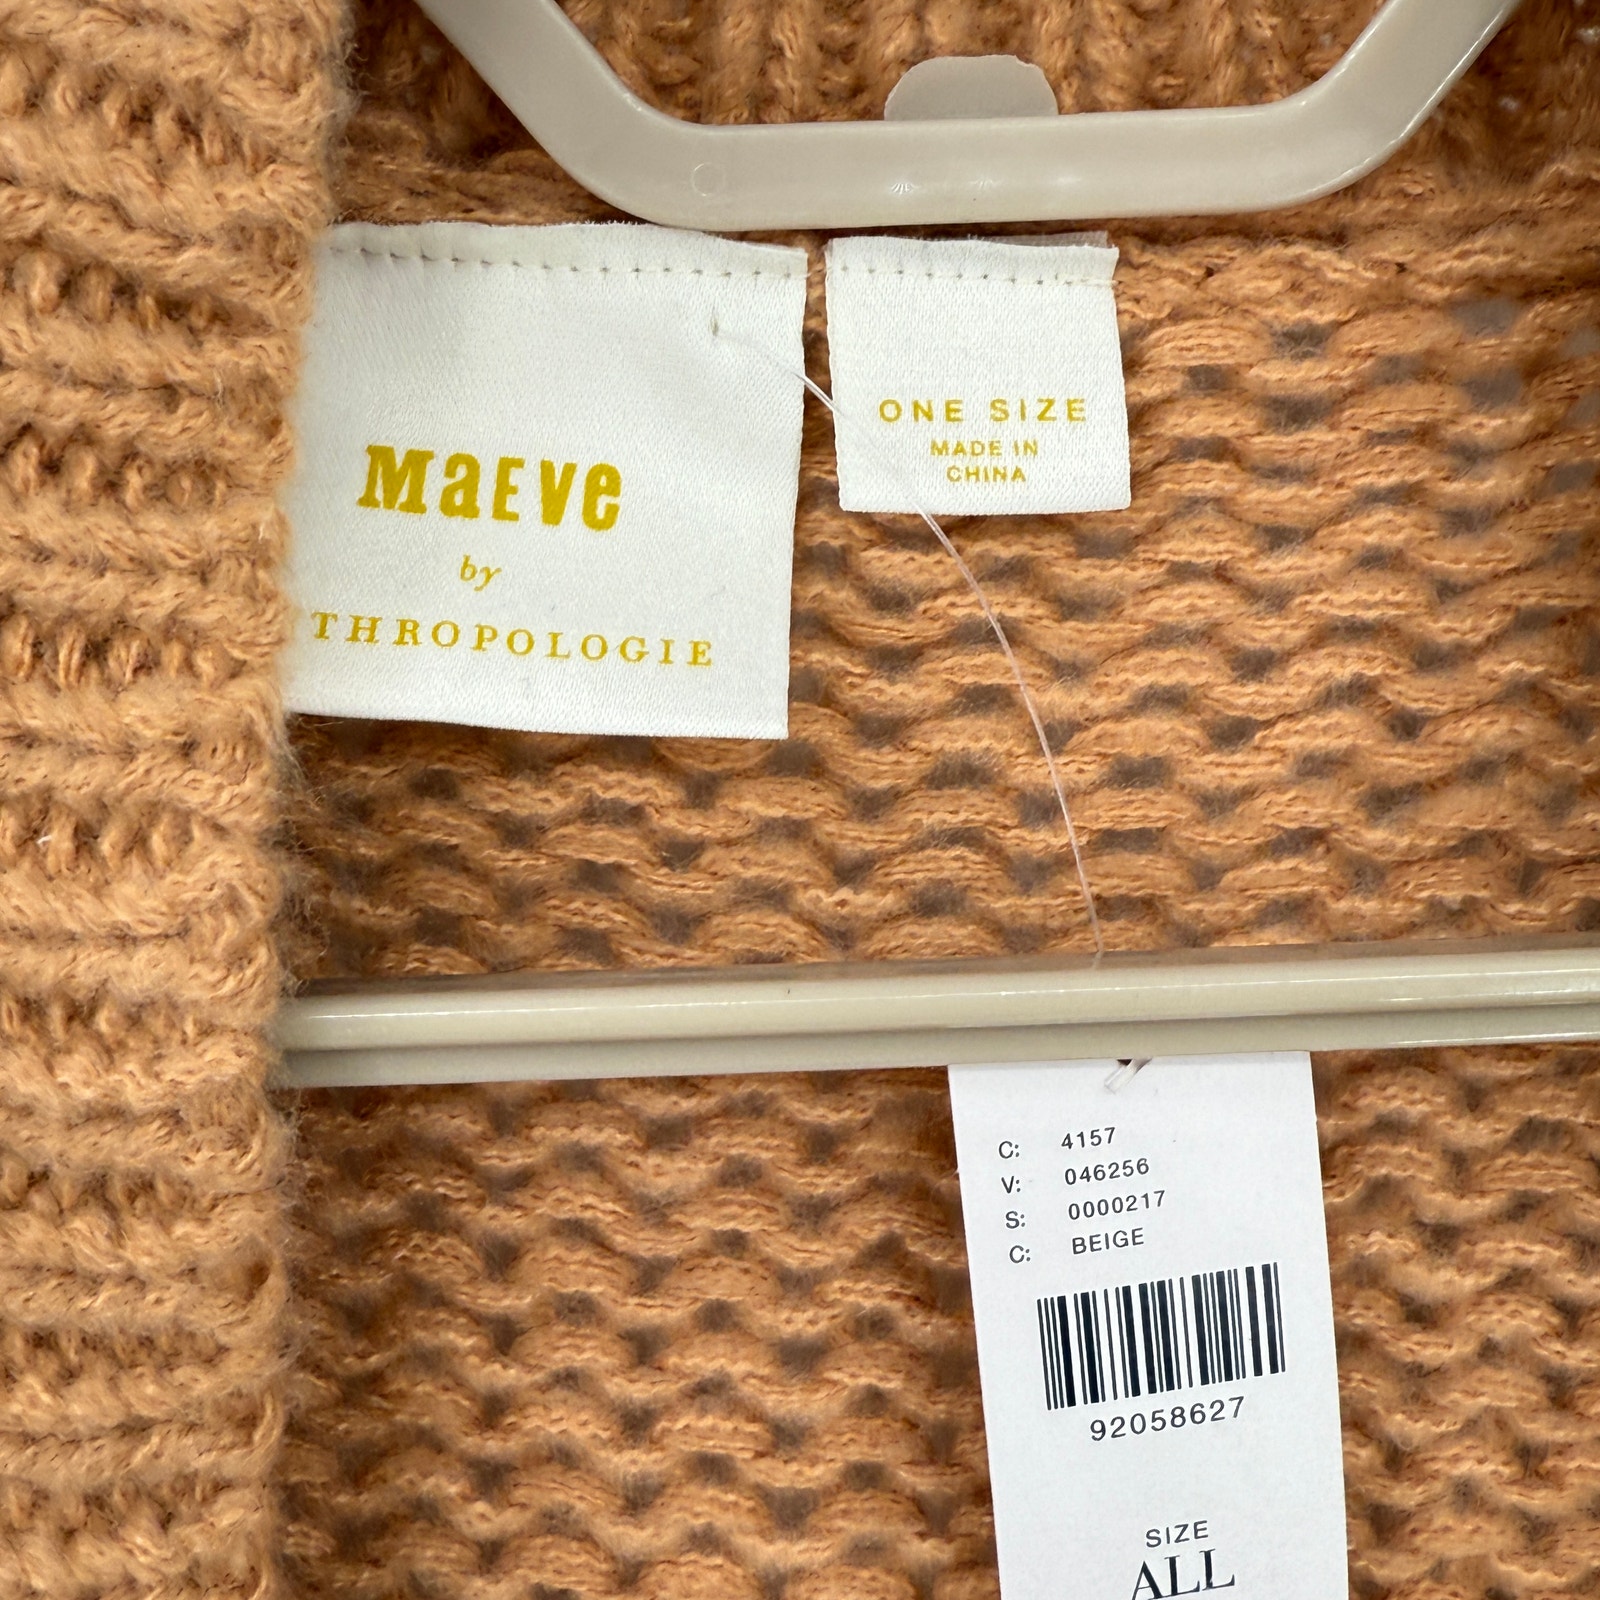 MaEVe
by
THROPOLOGIE
ONE SIZE
MADE IN
CHINA
C: 4157
V: 046256
S: 0000217
C: BEIGE
92058627
SIZE
ALL